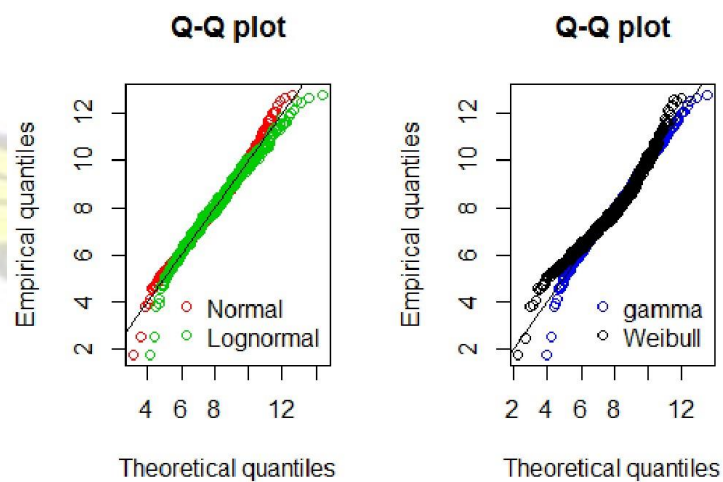 Q-Q plot
Empirical quantiles
12
10
8
6
4
2
Normal
Lognormal
4 6 8 12
Theoretical quantiles
Q-Q plot
Empirical quantiles
12
10
8
6
4
2
gamma
Weibull
2 4 6 8 12
Theoretical quantiles